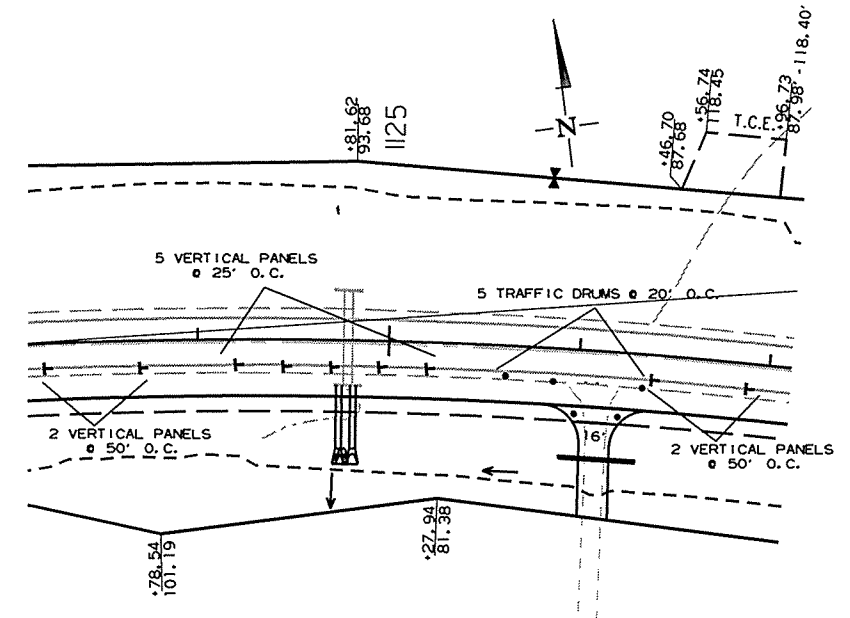 87.98' -118.40'
+96.73
T.C.E.
+56.74
118.45
+46.70
87.68
+81.62
93.68
1125
N
5 VERTICAL PANELS
@ 25' O.C.
5 TRAFFIC DRUMS @ 20' O.C.
2 VERTICAL PANELS
@ 50' O.C.
16'
2 VERTICAL PANELS
@ 50' O.C.
+27.94
81.38
+78.54
101.19